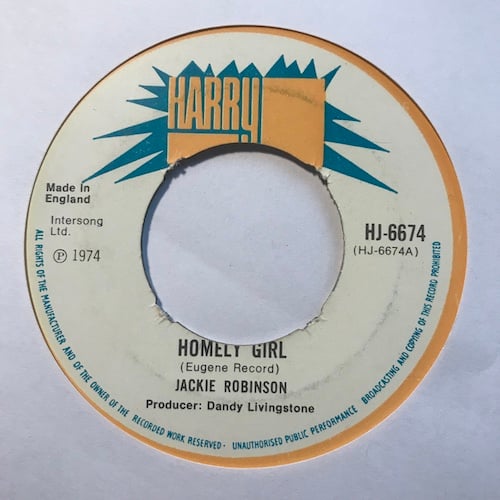 HARRY
Made in
England
Intersong
Ltd.
Ⓟ 1974
HJ-6674
(HJ-6674A)
HOMELY GIRL
(Eugene Record)
JACKIE ROBINSON
Producer: Dandy Livingstone
ALL RIGHTS OF THE MANUFACTURER AND OF THE OWNER OF THE RECORDED WORK RESERVED · UNAUTHORISED PUBLIC PERFORMANCE BROADCASTING AND COPYING OF THIS RECORD PROHIBITED